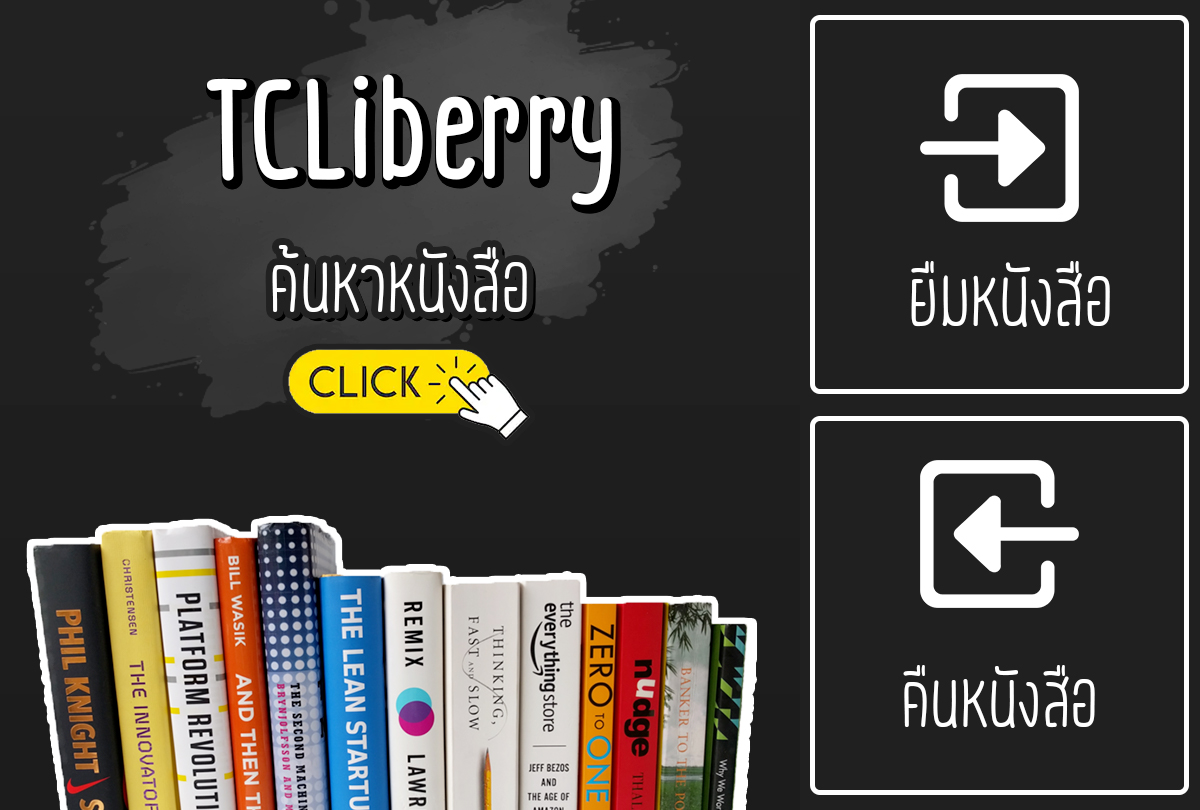 TCLiberry
ค้นหาหนังสือ
CLICK
ยืมหนังสือ
คืนหนังสือ
PHIL KNIGHT
CHRISTENSEN
THE INNOVATOR
PLATFORM REVOLUTI
BILL WASIK
AND THEN T
THE SECOND MACHIN
BRYNJOLFSSON AND M
THE LEAN STARTU
REMIX
LAWR
THINKING,
FAST AND SLOW
the
everything store
JEFF BEZOS
AND
THE AGE OF
AMAZON
ZERO TO ONE
nudge
THAL
BANKER TO THE PO
Why We Wo